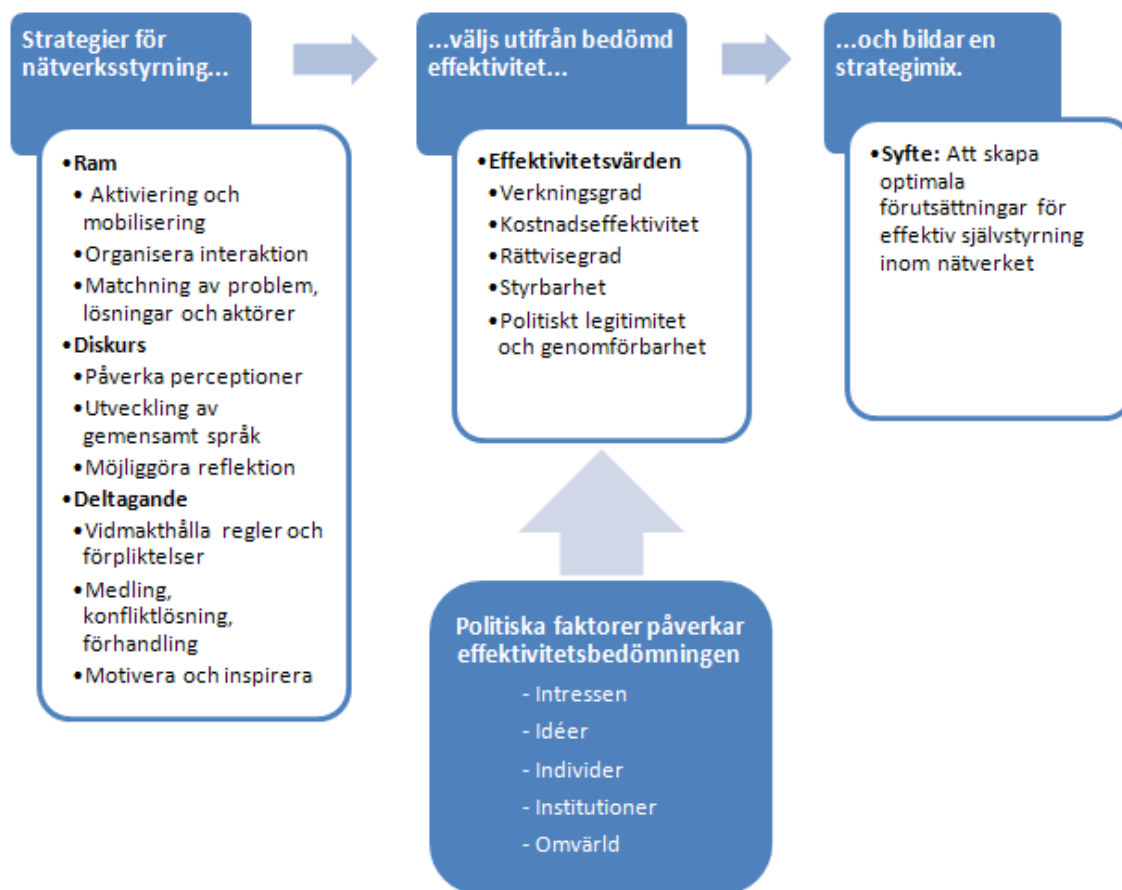 Strategier för
nätverksstyrning...
•Ram
• Aktiviering och
mobilisering
•Organisera interaktion
•Matchning av problem,
lösningar och aktörer
•Diskurs
•Påverka perceptioner
•Utveckling av
gemensamt språk
•Möjliggöra reflektion
•Deltagande
•Vidmakthålla regler och
förpliktelser
•Medling,
konfliktlösning,
förhandling
•Motivera och inspirera
...väljs utifrån bedömd
effektivitet...
•Effektivitetsvärden
•Verkningsgrad
•Kostnadseffektivitet
•Rättvisegrad
•Styrbarhet
•Politiskt legitimitet
och genomförbarhet
...och bildar en
strategimix.
•Syfte: Att skapa
optimala
förutsättningar för
effektiv självstyrning
inom nätverket
Politiska faktorer påverkar
effektivitetsbedömningen
- Intressen
- Idéer
- Individer
- Institutioner
- Omvärld